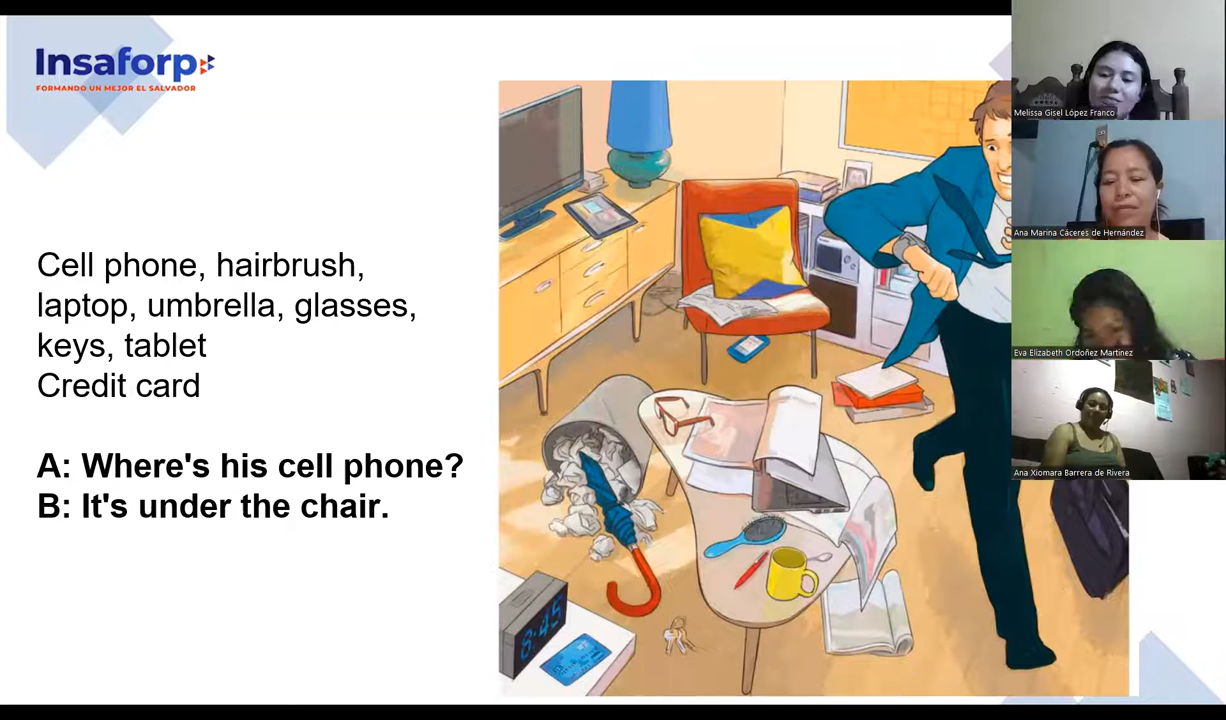 Insaforp
FORMANDO UN MEJOR EL SALVADOR
Cell phone, hairbrush,
laptop, umbrella, glasses,
keys, tablet
Credit card
A: Where's his cell phone?
B: It's under the chair.
8:45
Melissa Gisel López Franco
Ana Marina Cáceres de Hernández
Eva Elizabeth Ordoñez Martinez
Ana Xiomara Barrera de Rivera